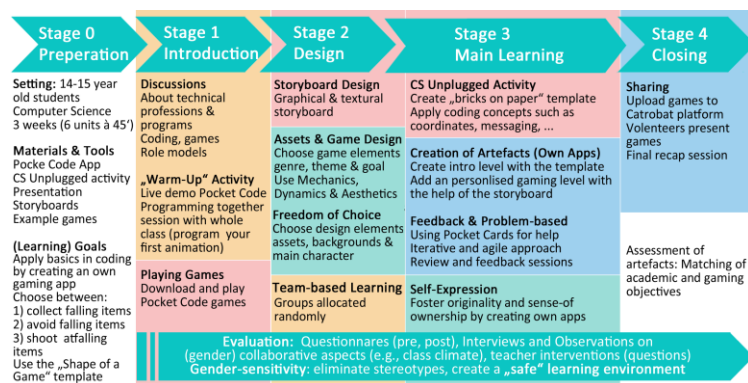 Stage 0
Preperation
Stage 1
Introduction
Stage 2
Design
Stage 3
Main Learning
Stage 4
Closing
Setting: 14-15 year
old students
Computer Science
3 weeks (6 units à 45‘)
Materials & Tools
Pocke Code App
CS Unplugged activity
Presentation
Storyboards
Example games
(Learning) Goals
Apply basics in coding
by creating an own
gaming app
Choose between:
1) collect falling items
2) avoid falling items
3) shoot atfalling
items
Use the „Shape of a
Game“ template
Discussions
About technical
professions &
programs
Coding, games
Role models
„Warm-Up“ Activity
Live demo Pocket Code
Programming together
session with whole
class (program your
first animation)
Playing Games
Download and play
Pocket Code games
Storyboard Design
Graphical & textural
storyboard
Assets & Game Design
Choose game elements
genre, theme & goal
Use Mechanics,
Dynamics & Aesthetics
Freedom of Choice
Choose design elements
assets, backgrounds &
main character
Team-based Learning
Groups allocated
randomly
CS Unplugged Activity
Create „bricks on paper“ template
Apply coding concepts such as
coordinates, messaging, ...
Creation of Artefacts (Own Apps)
Create intro level with the template
Add an personlised gaming level with
the help of the storyboard
Feedback & Problem-based
Using Pocket Cards for help
Iterative and agile approach
Review and feedback sessions
Self-Expression
Foster originality and sense-of
ownership by creating own apps
Sharing
Upload games to
Catrobat platform
Volenteers present
games
Final recap session
Assessment of
artefacts: Matching of
academic and gaming
objectives
Evaluation: Questionnares (pre, post), Interviews and Observations on
(gender) collaborative aspects (e.g., class climate), teacher interventions (questions)
Gender-sensitivity: eliminate stereotypes, create a „safe“ learning environment